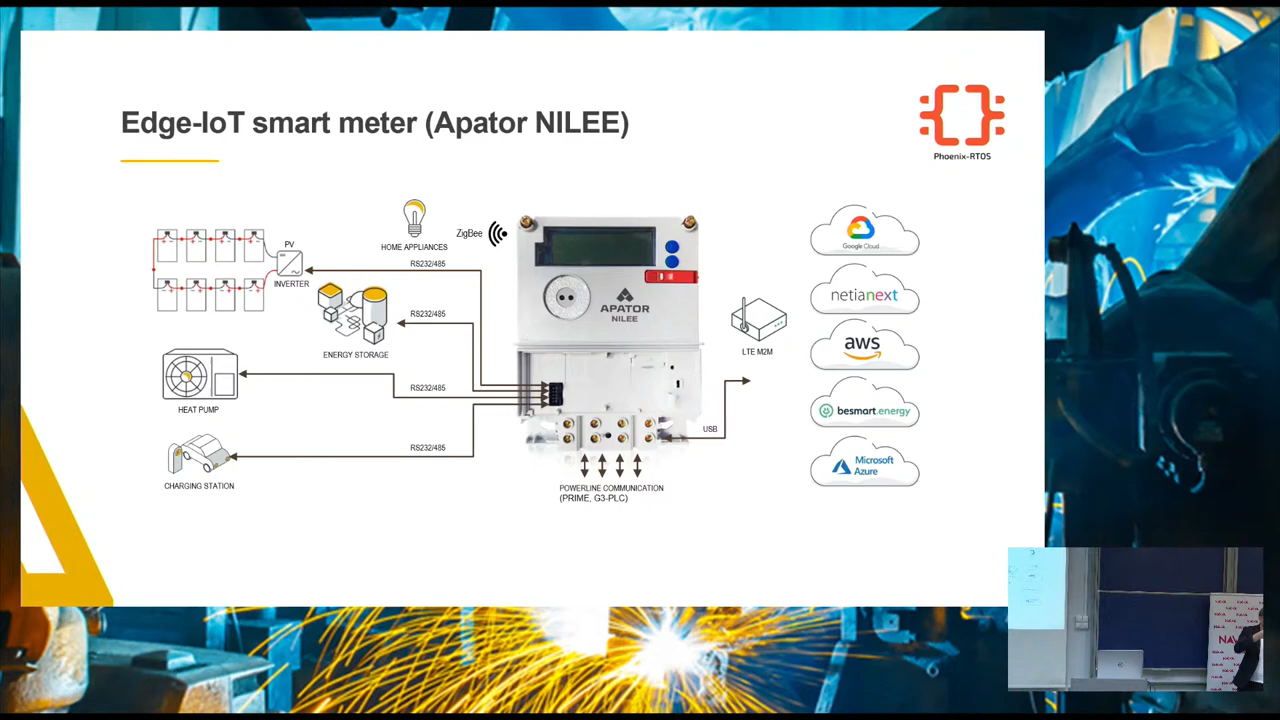 Edge-IoT smart meter (Apator NILEE)
Phoenix-RTOS
HOME APPLIANCES
ZigBee
PV
INVERTER
RS232/485
ENERGY STORAGE
RS232/485
HEAT PUMP
RS232/485
CHARGING STATION
RS232/485
APATOR
NILEE
POWERLINE COMMUNICATION
(PRIME, G3-PLC)
USB
LTE M2M
Google Cloud
netianext
aws
besmart.energy
Microsoft
Azure